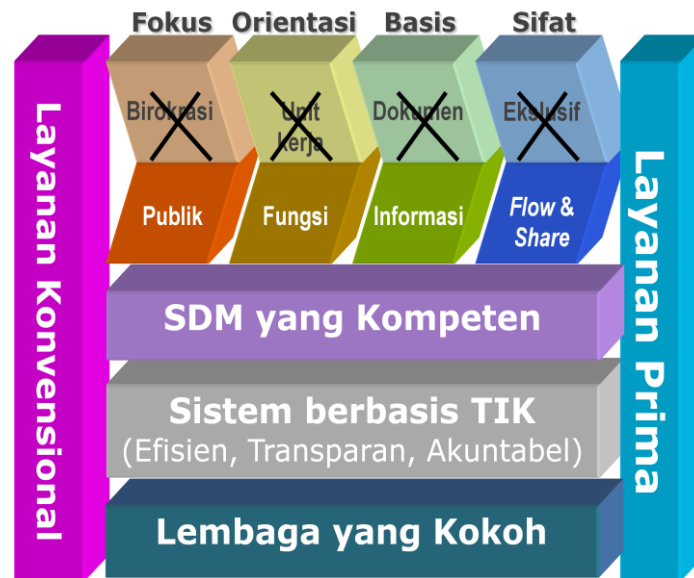 Fokus Orientasi Basis Sifat
Layanan Konvensional
Birokrasi
Unit
kerja
Dokumen
Ekslusif
Publik
Fungsi
Informasi
Flow &
Share
SDM yang Kompeten
Sistem berbasis TIK
(Efisien, Transparan, Akuntabel)
Lembaga yang Kokoh
Layanan Prima